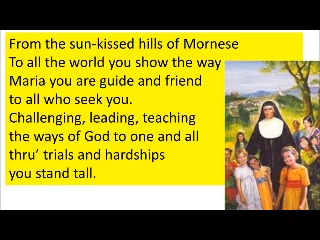 From the sun-kissed hills of Mornese
To all the world you show the way
Maria you are guide and friend
to all who seek you.
Challenging, leading, teaching
the ways of God to one and all
thru’ trials and hardships
you stand tall.